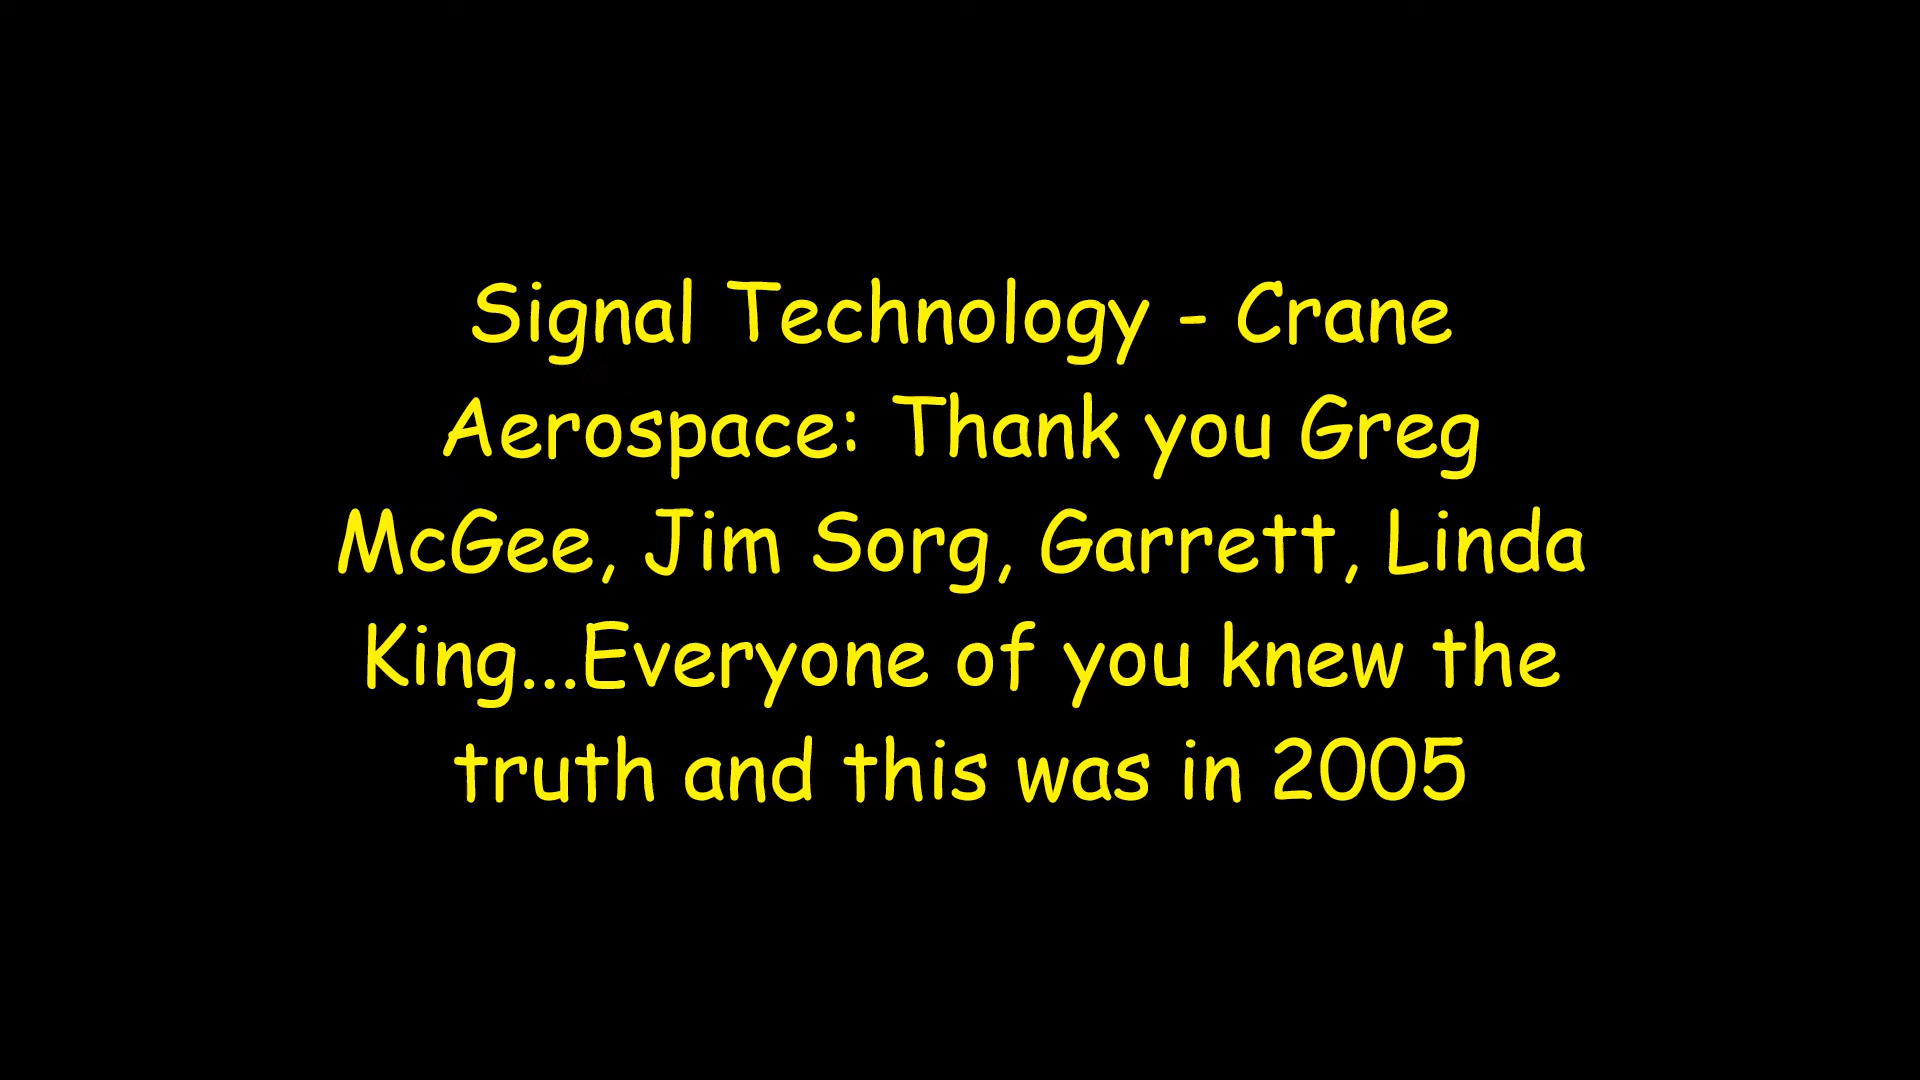 Signal Technology - Crane
Aerospace: Thank you Greg
McGee, Jim Sorg, Garrett, Linda
King...Everyone of you knew the
truth and this was in 2005